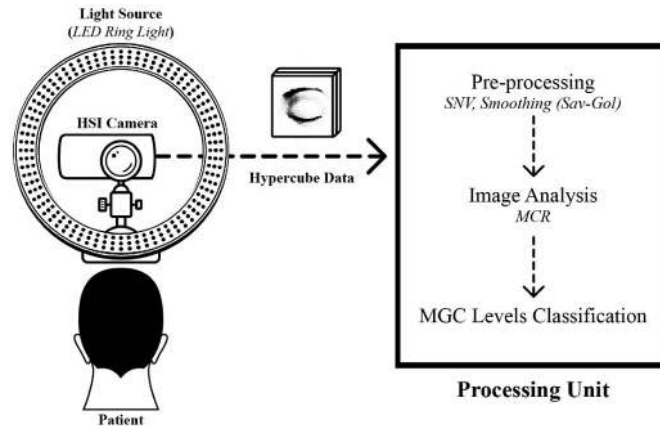 Light Source
(LED Ring Light)
HSI Camera
Hypercube Data
Patient
Pre-processing
SNV, Smoothing (Sav-Gol)
Image Analysis
MCR
MGC Levels Classification
Processing Unit